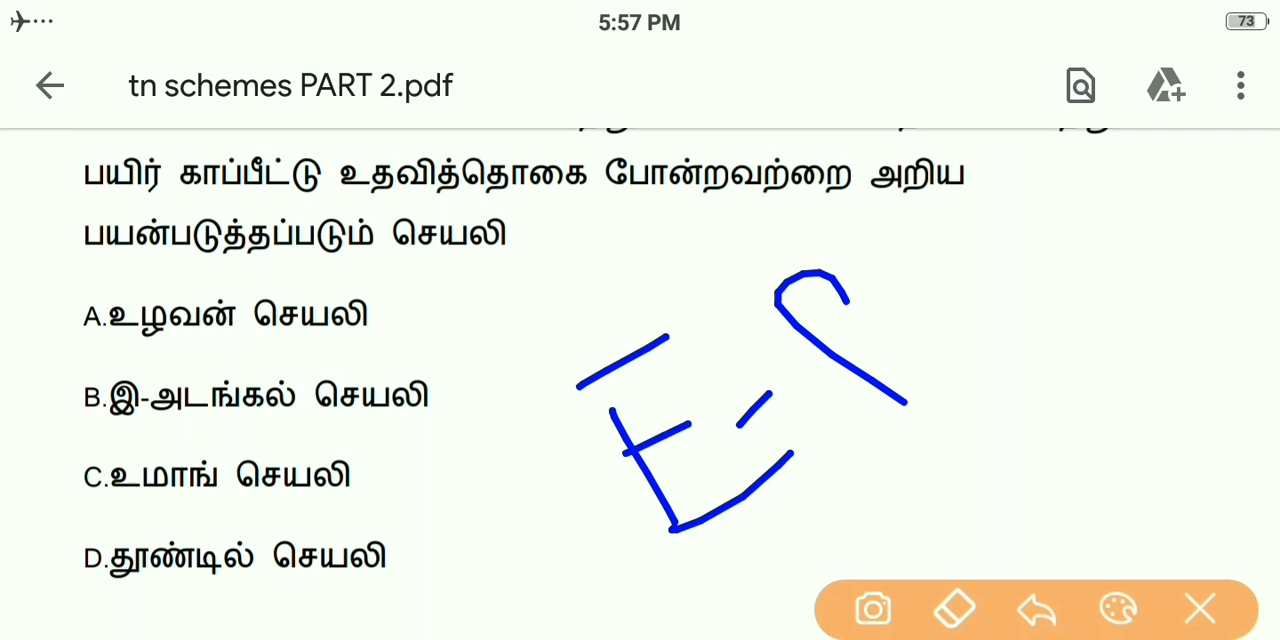 5:57 PM
73
tn schemes PART 2.pdf
பயிர் காப்பீட்டு உதவித்தொகை போன்றவற்றை அறிய
பயன்படுத்தப்படும் செயலி
A.உழவன் செயலி
B.இ-அடங்கல் செயலி
C.உமாங் செயலி
D.தூண்டில் செயலி